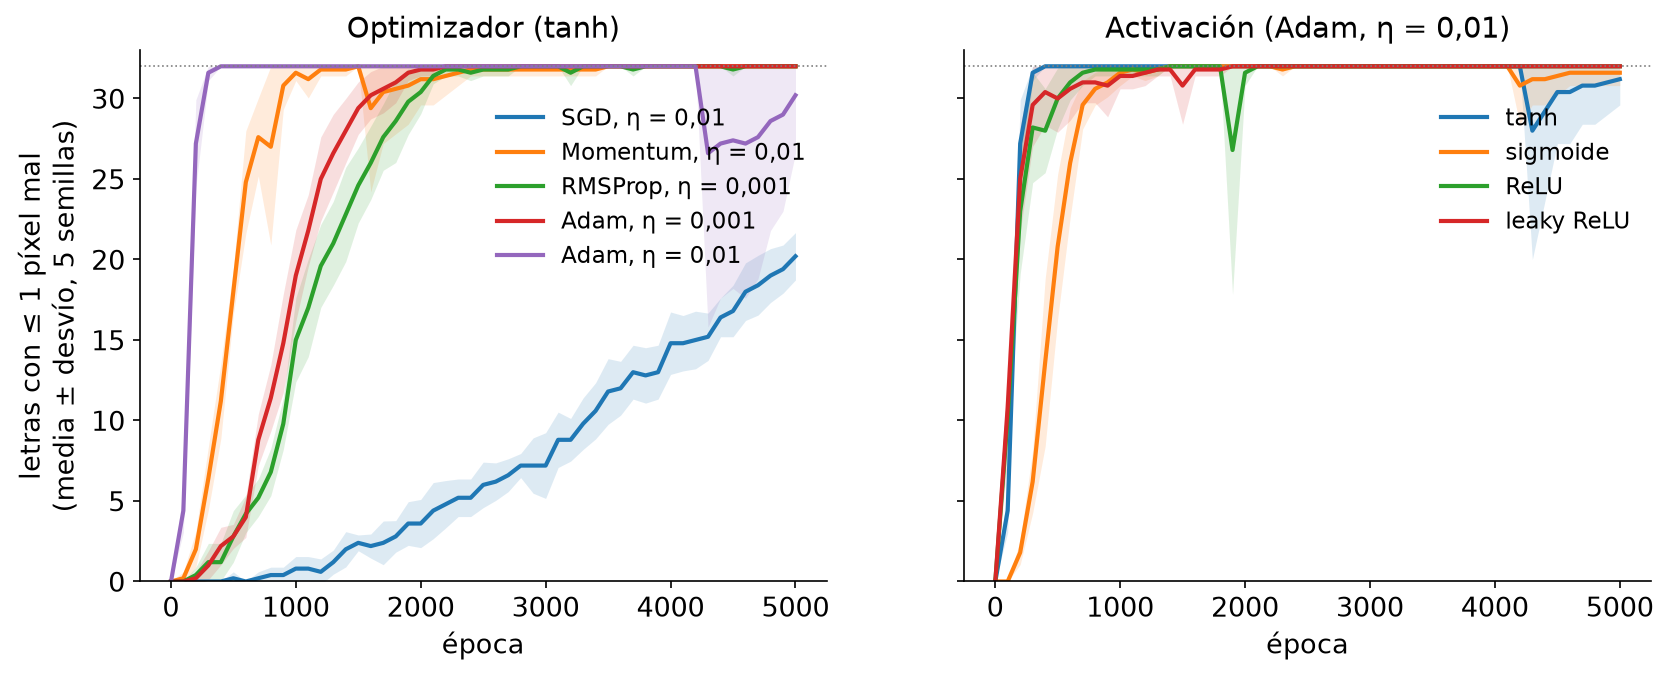 Optimizador (tanh)
letras con ≤ 1 píxel mal
(media ± desvío, 5 semillas)
30
25
20
15
10
5
0
SGD, η = 0,01
Momentum, η = 0,01
RMSProp, η = 0,001
Adam, η = 0,001
Adam, η = 0,01
0 1000 2000 3000 4000 5000
época
Activación (Adam, η = 0,01)
tanh
sigmoide
ReLU
leaky ReLU
0 1000 2000 3000 4000 5000
época